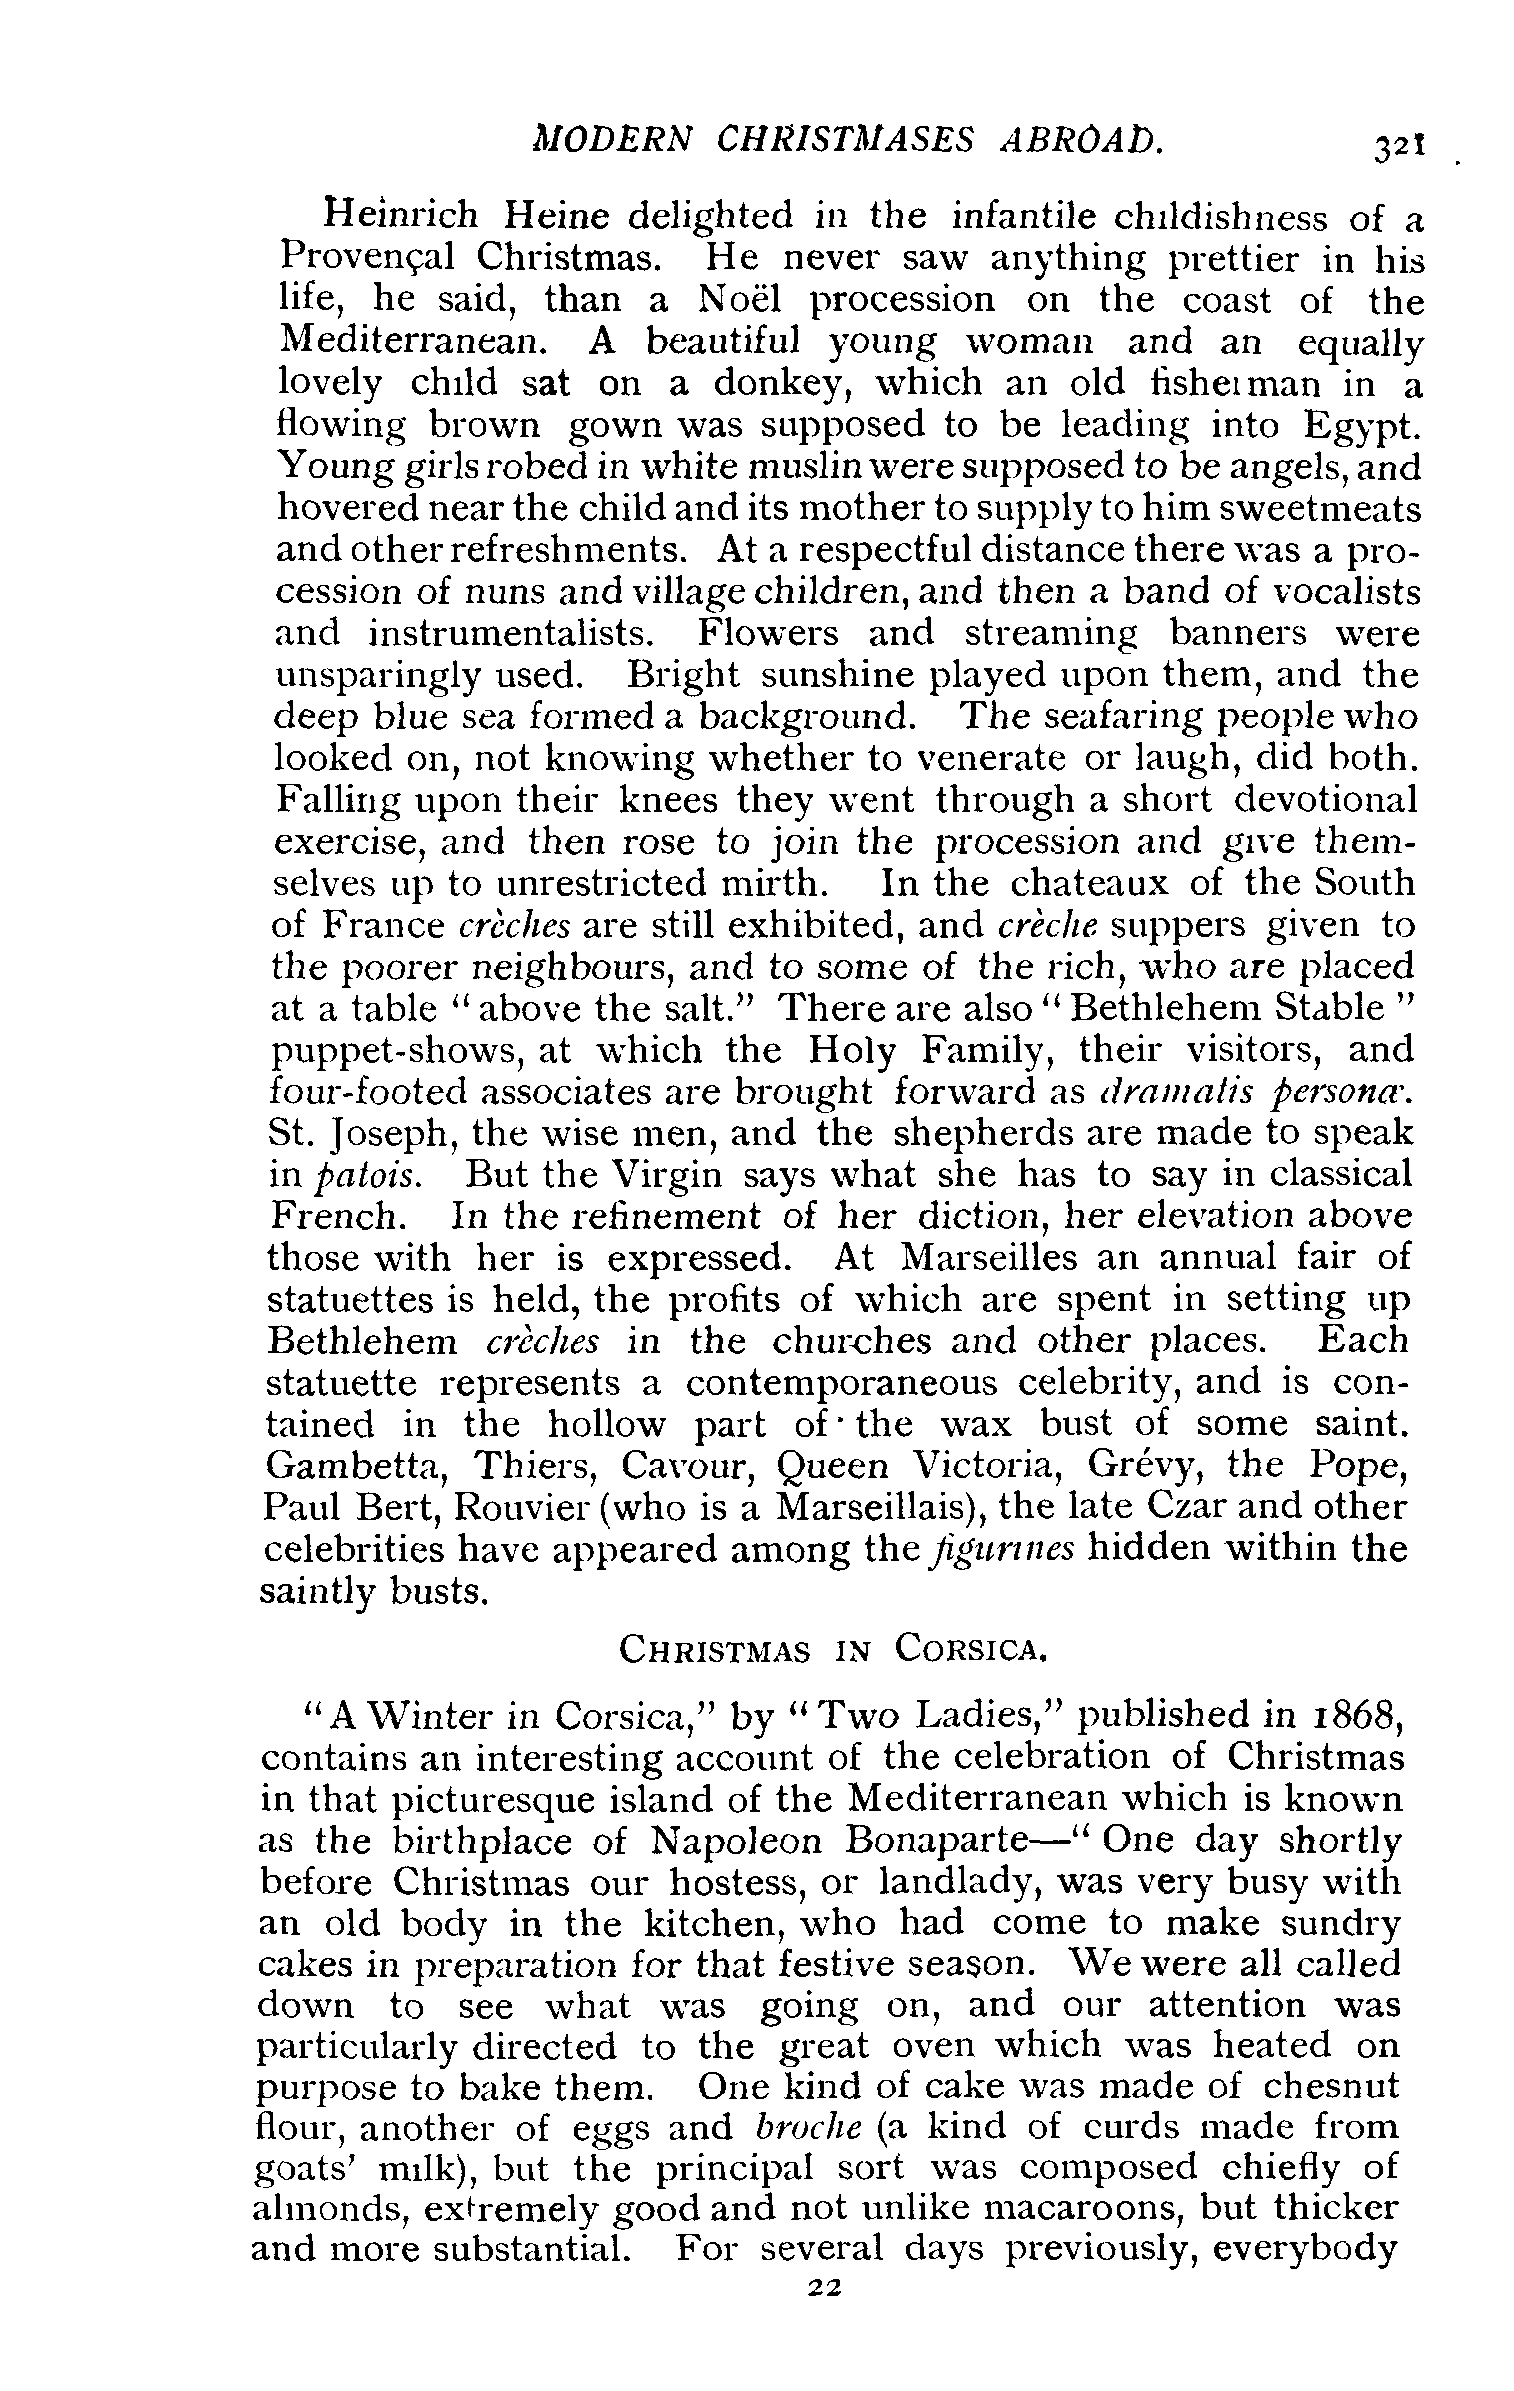 MODERN CHRISTMASES ABROAD. 321
Heinrich Heine delighted in the infantile childishness of a
Provençal Christmas. He never saw anything prettier in his
life, he said, than a Noël procession on the coast of the
Mediterranean. A beautiful young woman and an equally
lovely child sat on a donkey, which an old fisherman in a
flowing brown gown was supposed to be leading into Egypt.
Young girls robed in white muslin were supposed to be angels, and
hovered near the child and its mother to supply to him sweetmeats
and other refreshments. At a respectful distance there was a pro-
cession of nuns and village children, and then a band of vocalists
and instrumentalists. Flowers and streaming banners were
unsparingly used. Bright sunshine played upon them, and the
deep blue sea formed a background. The seafaring people who
looked on, not knowing whether to venerate or laugh, did both.
Falling upon their knees they went through a short devotional
exercise, and then rose to join the procession and give them-
selves up to unrestricted mirth. In the chateaux of the South
of France crèches are still exhibited, and crèche suppers given to
the poorer neighbours, and to some of the rich, who are placed
at a table "above the salt." There are also "Bethlehem Stable"
puppet-shows, at which the Holy Family, their visitors, and
four-footed associates are brought forward as dramatis personæ.
St. Joseph, the wise men, and the shepherds are made to speak
in patois. But the Virgin says what she has to say in classical
French. In the refinement of her diction, her elevation above
those with her is expressed. At Marseilles an annual fair of
statuettes is held, the profits of which are spent in setting up
Bethlehem crèches in the churches and other places. Each
statuette represents a contemporaneous celebrity, and is con-
tained in the hollow part of the wax bust of some saint.
Gambetta, Thiers, Cavour, Queen Victoria, Grévy, the Pope,
Paul Bert, Rouvier (who is a Marseillais), the late Czar and other
celebrities have appeared among the figurines hidden within the
saintly busts.
CHRISTMAS IN CORSICA.
"A Winter in Corsica," by "Two Ladies," published in 1868,
contains an interesting account of the celebration of Christmas
in that picturesque island of the Mediterranean which is known
as the birthplace of Napoleon Bonaparte—"One day shortly
before Christmas our hostess, or landlady, was very busy with
an old body in the kitchen, who had come to make sundry
cakes in preparation for that festive season. We were all called
down to see what was going on, and our attention was
particularly directed to the great oven which was heated on
purpose to bake them. One kind of cake was made of chesnut
flour, another of eggs and broche (a kind of curds made from
goats' milk), but the principal sort was composed chiefly of
almonds, extremely good and not unlike macaroons, but thicker
and more substantial. For several days previously, everybody
22